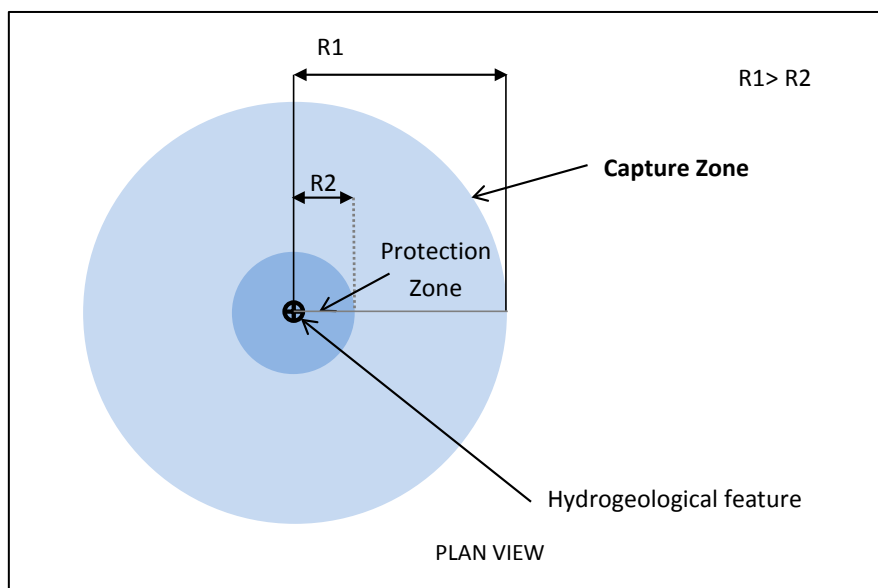 R1
R1> R2
Capture Zone
R2
Protection
Zone
Hydrogeological feature
PLAN VIEW